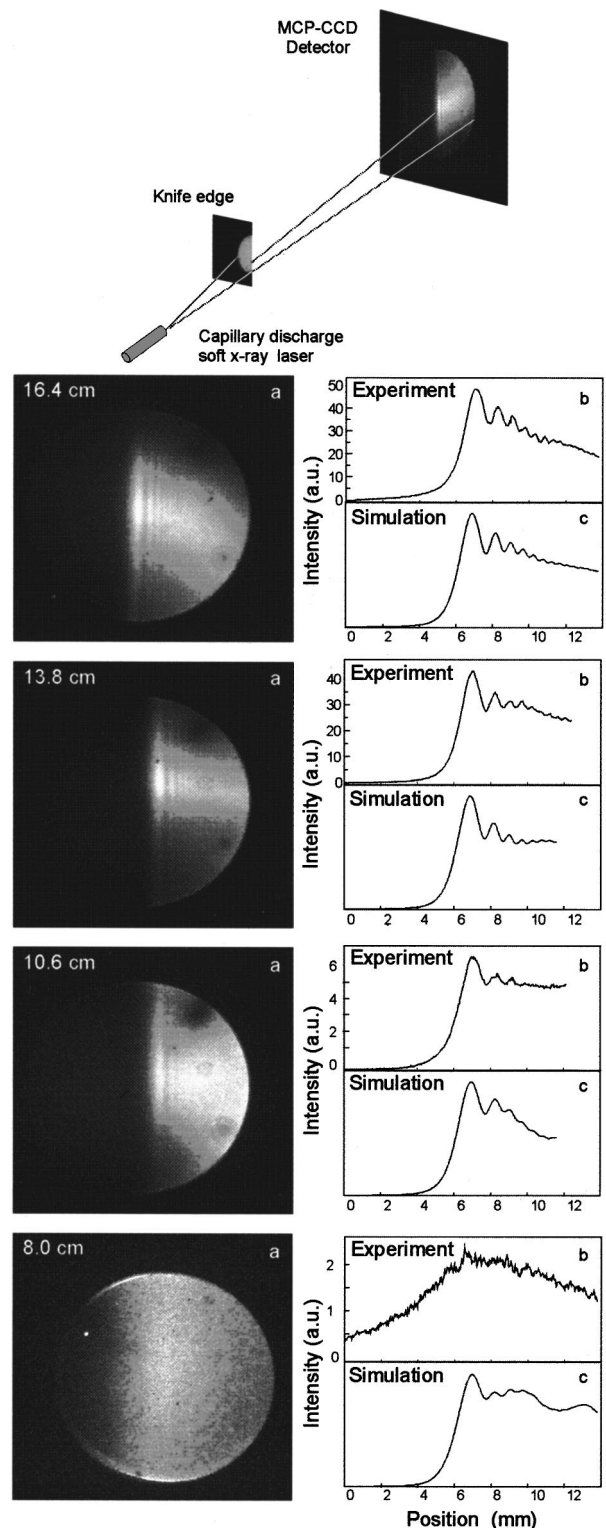 MCP-CCD
Detector
Knife edge
Capillary discharge
soft x-ray laser
16.4 cm a
Experiment b
50
40
30
20
10
0
Simulation c
Intensity (a.u.)
0 2 4 6 8 10 12
13.8 cm a
Experiment b
40
30
20
10
0
Simulation c
Intensity (a.u.)
0 2 4 6 8 10 12
10.6 cm a
Experiment b
6
4
2
0
Simulation c
Intensity (a.u.)
0 2 4 6 8 10 12
8.0 cm a
Experiment b
2
1
0
Simulation c
Intensity (a.u.)
0 2 4 6 8 10 12
Position (mm)